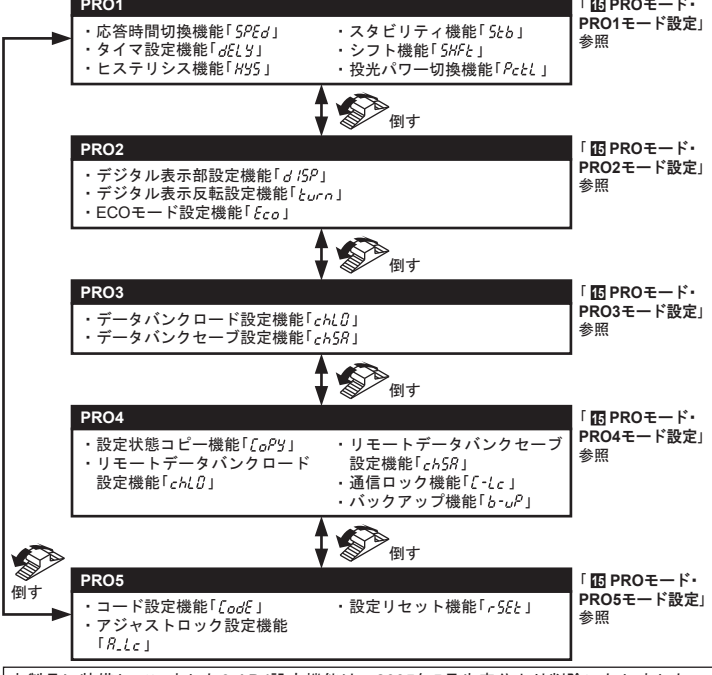 PRO1
・応答時間切換機能「SPEd」
・タイマ設定機能「dELY」
・ヒステリシス機能「HYS」
・スタビリティ機能「Stb」
・シフト機能「SHFt」
・投光パワー切換機能「PctL」
「15 PROモード・
PRO1モード設定」
参照
倒す
PRO2
・デジタル表示部設定機能「dISP」
・デジタル表示反転設定機能「turn」
・ECOモード設定機能「Eco」
「15 PROモード・
PRO2モード設定」
参照
倒す
PRO3
・データバンクロード設定機能「chLO」
・データバンクセーブ設定機能「chSA」
「15 PROモード・
PRO3モード設定」
参照
倒す
PRO4
・設定状態コピー機能「CoPY」
・リモートデータバンクロード
設定機能「chLO」
・リモートデータバンクセーブ
設定機能「chSA」
・通信ロック機能「C-Lc」
・バックアップ機能「b-uP」
「15 PROモード・
PRO4モード設定」
参照
倒す
倒す
PRO5
・コード設定機能「CodE」
・アジャストロック設定機能
「A_Lc」
・設定リセット機能「rSEt」
「15 PROモード・
PRO5モード設定」
参照